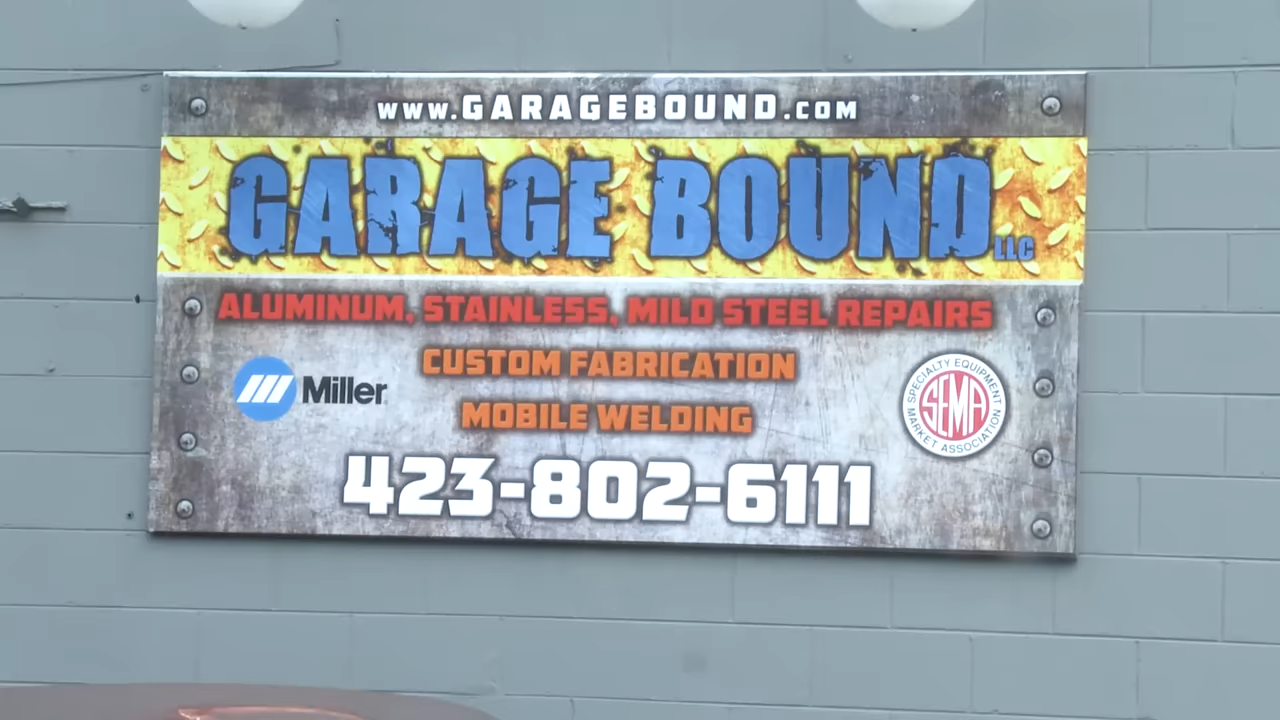 www.GARAGEBOUND.COM
GARAGE BOUND LLC
ALUMINUM, STAINLESS, MILD STEEL REPAIRS
CUSTOM FABRICATION
Miller
MOBILE WELDING
SPECIALTY EQUIPMENT
SEMA
MARKET ASSOCIATION
423-802-6111